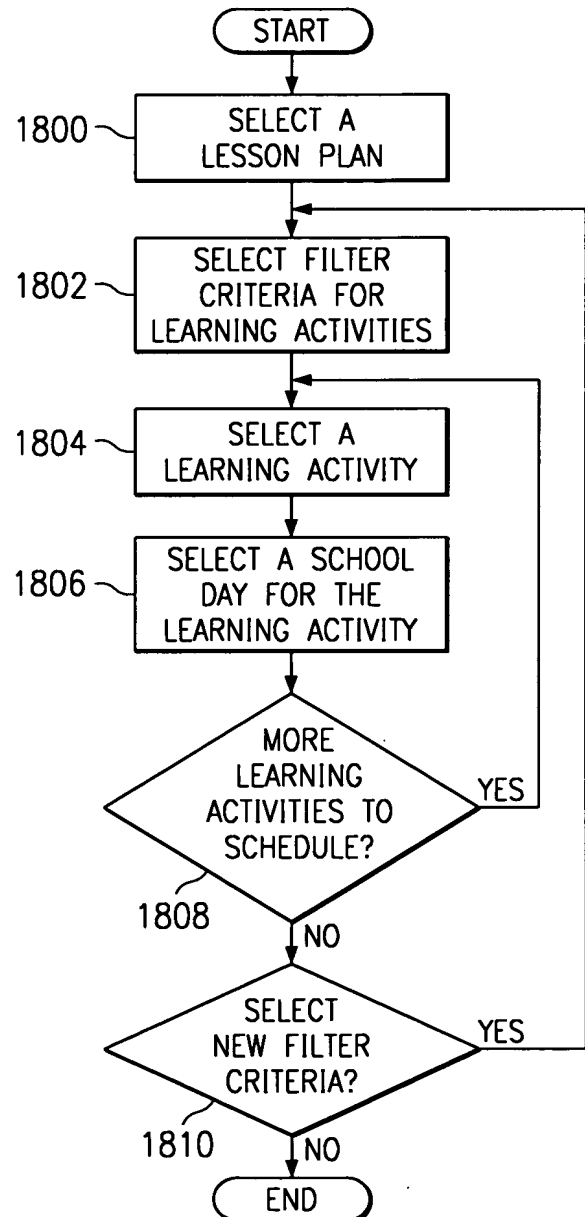 START
1800
SELECT A
LESSON PLAN
1802
SELECT FILTER
CRITERIA FOR
LEARNING ACTIVITIES
1804
SELECT A
LEARNING ACTIVITY
1806
SELECT A SCHOOL
DAY FOR THE
LEARNING ACTIVITY
MORE
LEARNING
ACTIVITIES TO
SCHEDULE?
YES
1808
NO
SELECT
NEW FILTER
CRITERIA?
YES
1810
NO
END